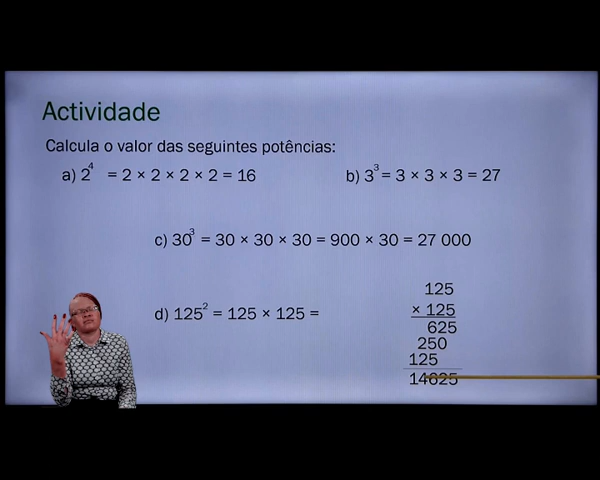 Actividade
Calcula o valor das seguintes potências:
a) 2⁴ = 2 × 2 × 2 × 2 = 16
b) 3³ = 3 × 3 × 3 = 27
c) 30³ = 30 × 30 × 30 = 900 × 30 = 27 000
d) 125² = 125 × 125 =
125
× 125
625
250
125
14625